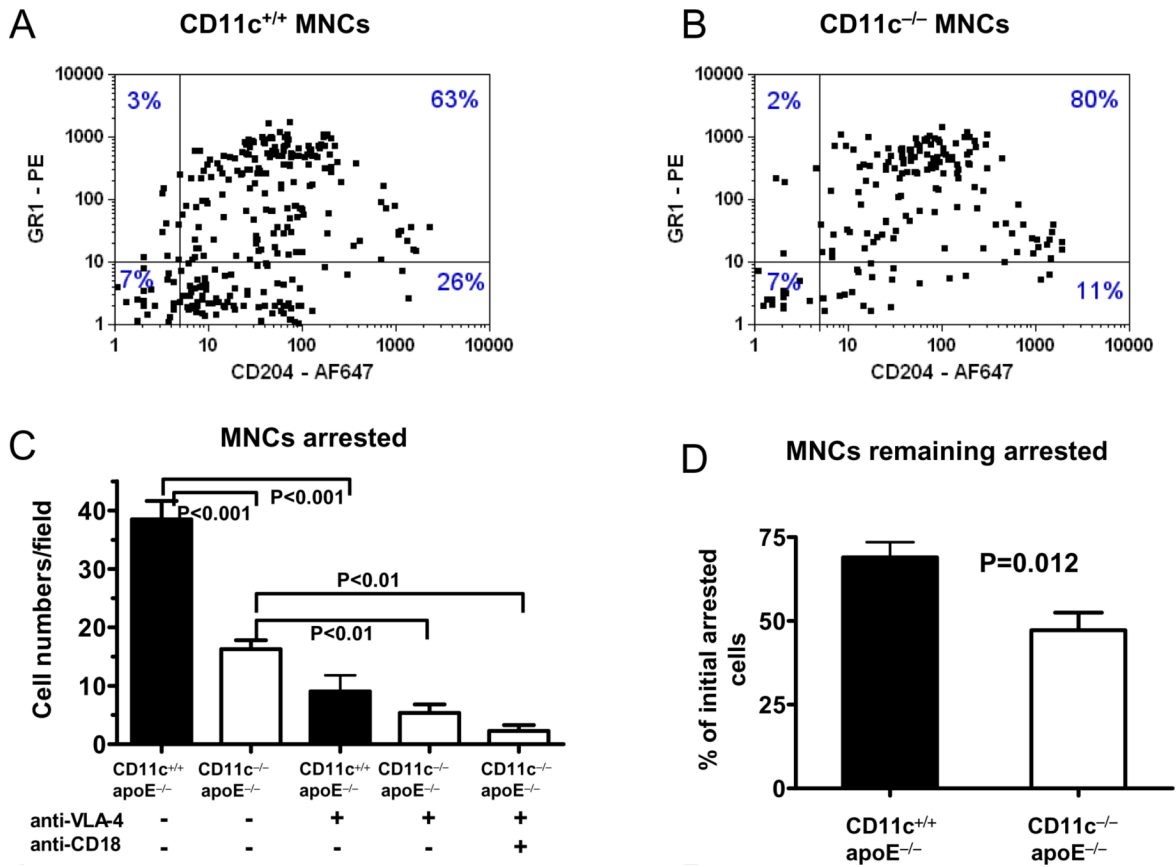 A
CD11c+/+ MNCs
10000
1000
100
10
1
GR1 - PE
3%
63%
7%
26%
1
10
100
1000
10000
CD204 - AF647
B
CD11c–/– MNCs
10000
1000
100
10
1
GR1 - PE
2%
80%
7%
11%
1
10
100
1000
10000
CD204 - AF647
C
MNCs arrested
Cell numbers/field
40
30
20
10
0
P<0.001
P<0.001
P<0.01
P<0.01
CD11c+/+ CD11c–/– CD11c+/+ CD11c–/– CD11c–/–
apoE–/– apoE–/– apoE–/– apoE–/– apoE–/–
anti-VLA-4 - - + + +
anti-CD18 - - - - +
D
MNCs remaining arrested
% of initial arrested
cells
75
50
25
0
P=0.012
CD11c+/+ CD11c–/–
apoE–/– apoE–/–